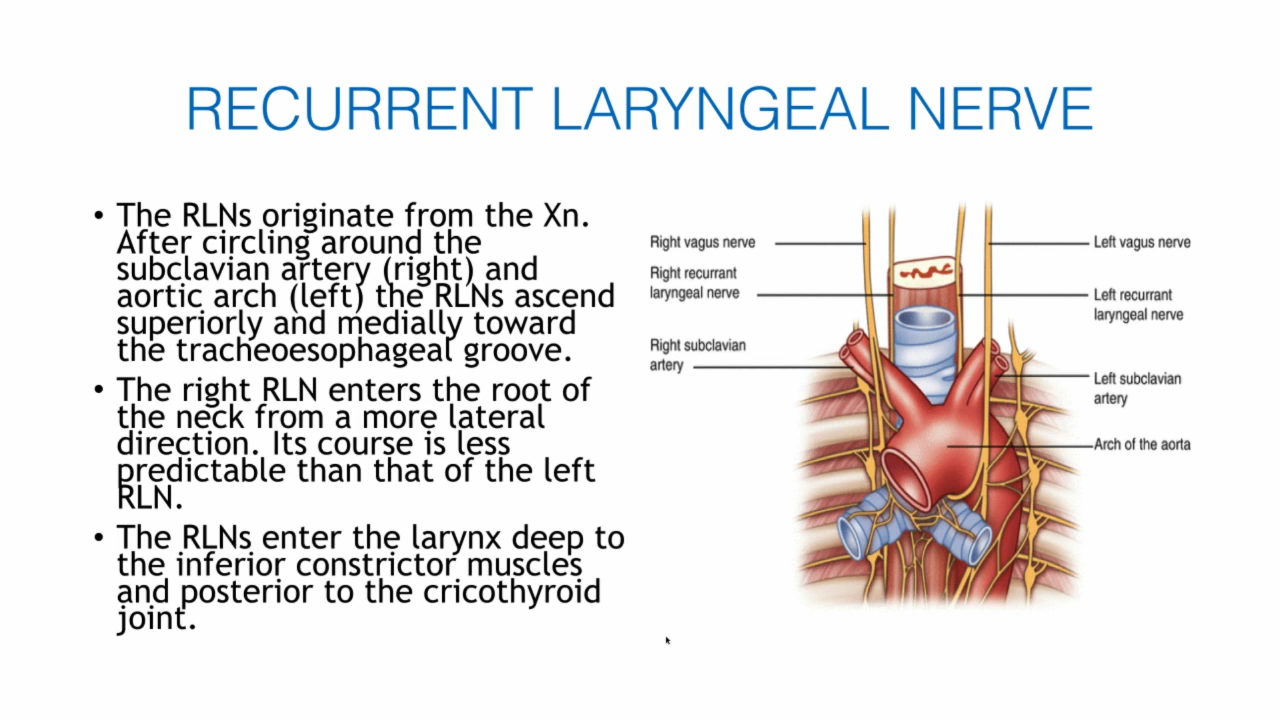 RECURRENT LARYNGEAL NERVE
• The RLNs originate from the Xn.
After circling around the
subclavian artery (right) and
aortic arch (left) the RLNs ascend
superiorly and medially toward
the tracheoesophageal groove.
• The right RLN enters the root of
the neck from a more lateral
direction. Its course is less
predictable than that of the left
RLN.
• The RLNs enter the larynx deep to
the inferior constrictor muscles
and posterior to the cricothyroid
joint.
Right vagus nerve
Right recurrant
laryngeal nerve
Right subclavian
artery
Left vagus nerve
Left recurrant
laryngeal nerve
Left subclavian
artery
Arch of the aorta